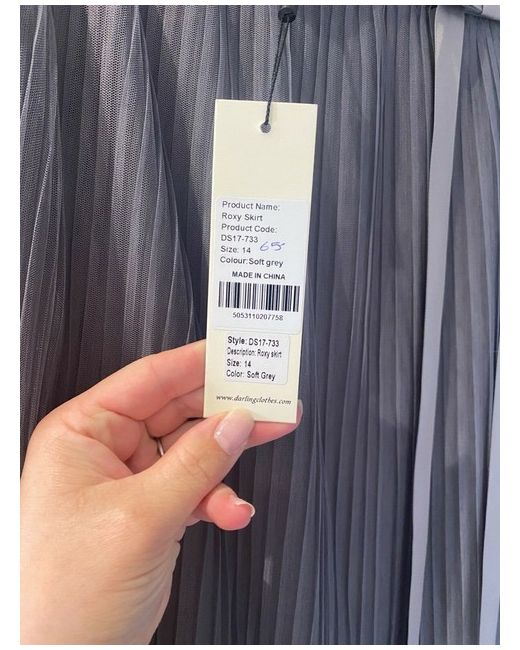 Product Name:
Roxy Skirt
Product Code:
DS17-733
Size: 14
Colour:Soft grey
MADE IN CHINA
5053110207758
Style: DS17-733
Description: Roxy skirt
Size: 14
Color: Soft Grey
www.darlingclothes.com